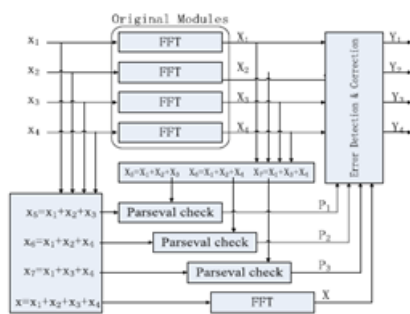 Original Modules
x₁ FFT X₁ Y₁
x₂ FFT X₂ Y₂
x₃ FFT X₃ Y₃
x₄ FFT X₄ Y₄
Error Detection & Correction
X₅=X₁+X₂+X₃ X₆=X₁+X₂+X₄ X₇=X₁+X₃+X₄
x₅=x₁+x₂+x₃ Parseval check P₁
x₆=x₁+x₂+x₄ Parseval check P₂
x₇=x₁+x₃+x₄ Parseval check P₃
x=x₁+x₂+x₃+x₄ FFT X